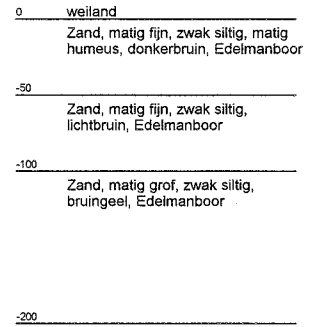 0 weiland
Zand, matig fijn, zwak siltig, matig
humeus, donkerbruin, Edelmanboor
-50
Zand, matig fijn, zwak siltig,
lichtbruin, Edelmanboor
-100
Zand, matig grof, zwak siltig,
bruingeel, Edelmanboor
-200